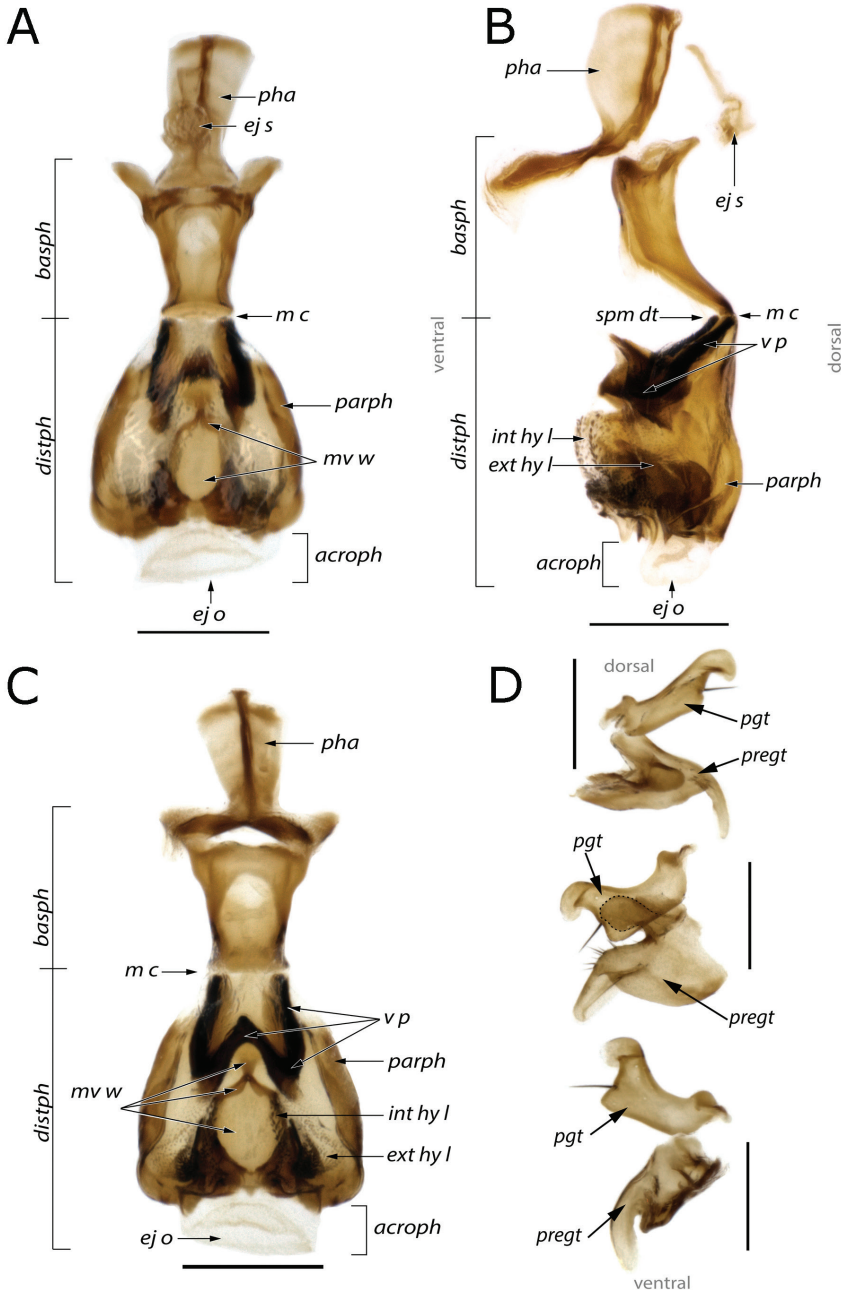 A
pha
ej s
basph
m c
distph
parph
mv w
acroph
ej o
B
pha
ej s
basph
spm dt
m c
v p
ventral
dorsal
distph
int hy l
ext hy l
parph
acroph
ej o
C
pha
basph
m c
v p
parph
mv w
distph
int hy l
ext hy l
acroph
ej o
D
dorsal
pgt
pregt
pgt
pregt
pgt
pregt
ventral